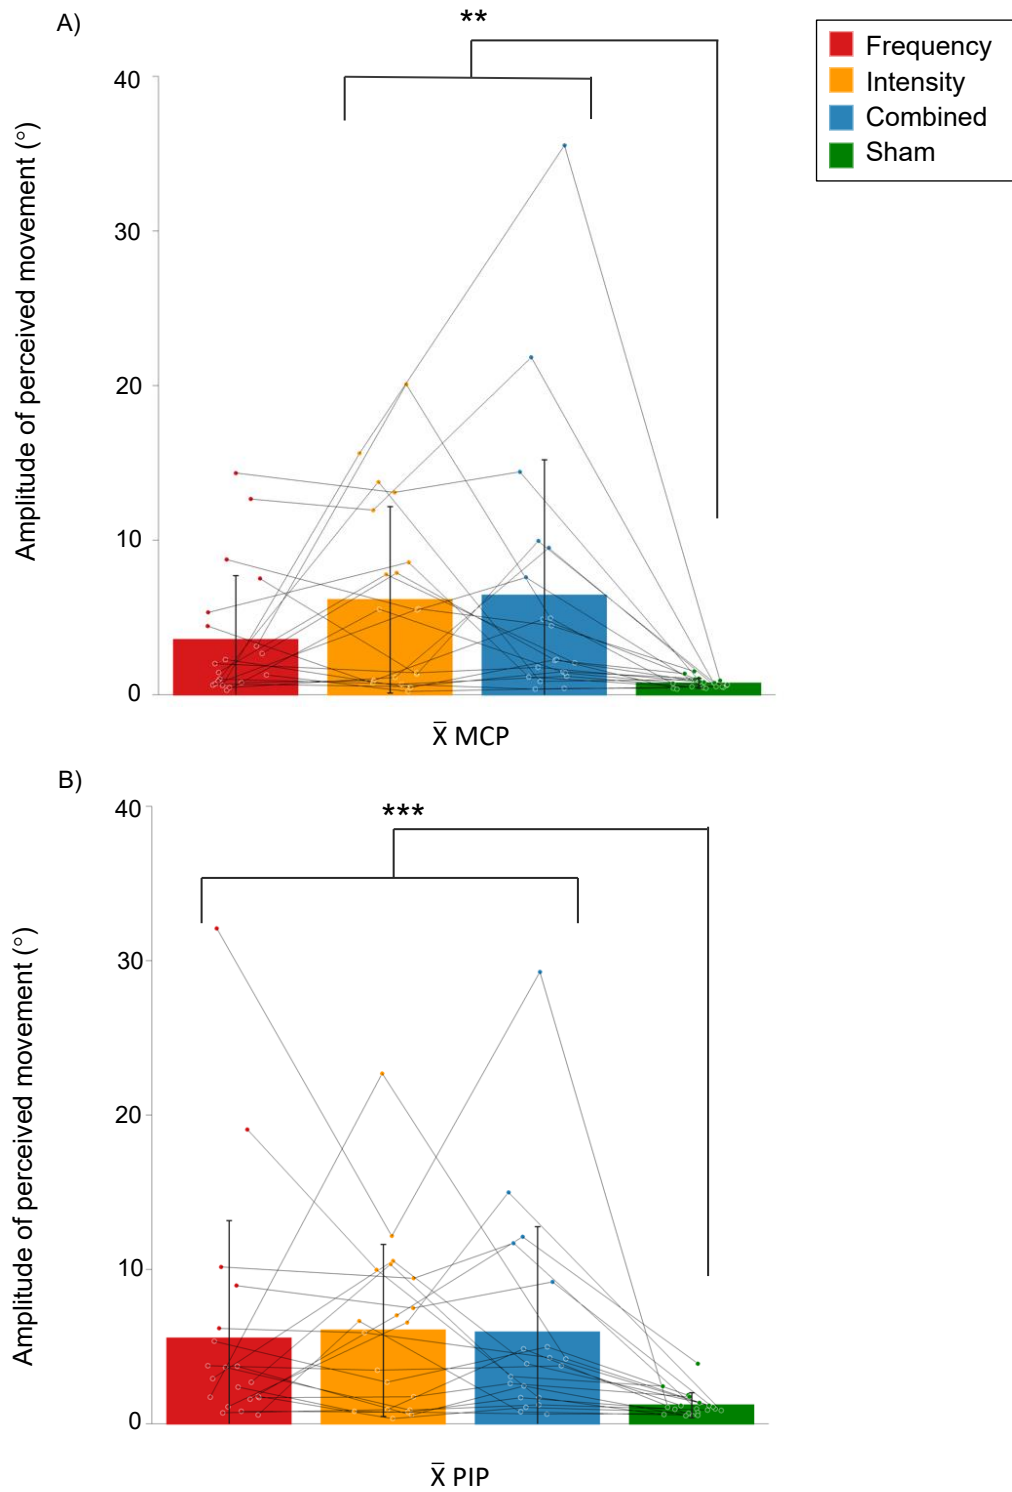 A)
**
Frequency
Intensity
Combined
Sham
Amplitude of perceived movement (°)
40
30
20
10
0
X̅ MCP
B)
***
Amplitude of perceived movement (°)
40
30
20
10
0
X̅ PIP